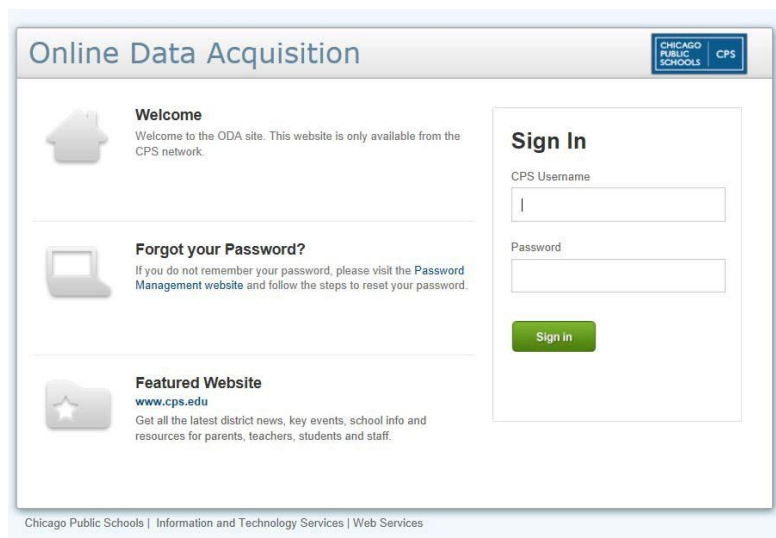 Online Data Acquisition
CHICAGO
PUBLIC
SCHOOLS
CPS
Welcome
Welcome to the ODA site. This website is only available from the
CPS network.
Forgot your Password?
If you do not remember your password, please visit the Password
Management website and follow the steps to reset your password.
Featured Website
www.cps.edu
Get all the latest district news, key events, school info and
resources for parents, teachers, students and staff.
Sign In
CPS Username
Password
Sign in
Chicago Public Schools | Information and Technology Services | Web Services